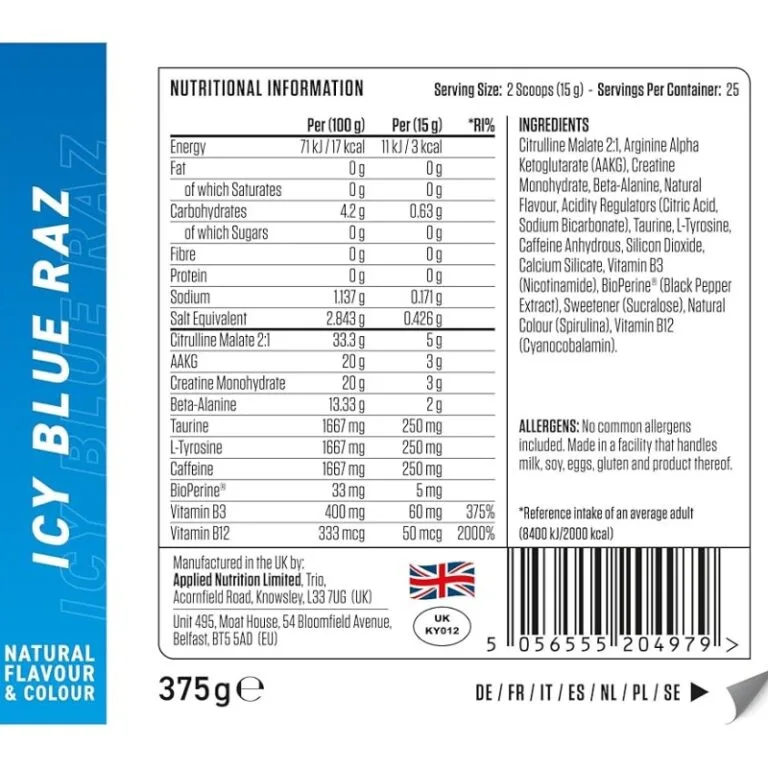 ICY BLUE RAZ
ICY BLUE RAZ
NATURAL
FLAVOUR
& COLOUR
NUTRITIONAL INFORMATION
Serving Size: 2 Scoops (15 g) - Servings Per Container: 25
Per (100 g) Per (15 g) *RI%
Energy 71 kJ / 17 kcal 11 kJ / 3 kcal
Fat 0 g 0 g
of which Saturates 0 g 0 g
Carbohydrates 4.2 g 0.63 g
of which Sugars 0 g 0 g
Fibre 0 g 0 g
Protein 0 g 0 g
Sodium 1.137 g 0.171 g
Salt Equivalent 2.843 g 0.426 g
Citrulline Malate 2:1 33.3 g 5 g
AAKG 20 g 3 g
Creatine Monohydrate 20 g 3 g
Beta-Alanine 13.33 g 2 g
Taurine 1667 mg 250 mg
L-Tyrosine 1667 mg 250 mg
Caffeine 1667 mg 250 mg
BioPerine® 33 mg 5 mg
Vitamin B3 400 mg 60 mg 375%
Vitamin B12 333 mcg 50 mcg 2000%
INGREDIENTS
Citrulline Malate 2:1, Arginine Alpha
Ketoglutarate (AAKG), Creatine
Monohydrate, Beta-Alanine, Natural
Flavour, Acidity Regulators (Citric Acid,
Sodium Bicarbonate), Taurine, L-Tyrosine,
Caffeine Anhydrous, Silicon Dioxide,
Calcium Silicate, Vitamin B3
(Nicotinamide), BioPerine® (Black Pepper
Extract), Sweetener (Sucralose), Natural
Colour (Spirulina), Vitamin B12
(Cyanocobalamin).
ALLERGENS: No common allergens
included. Made in a facility that handles
milk, soy, eggs, gluten and product thereof.
*Reference intake of an average adult
(8400 kJ/2000 kcal)
Manufactured in the UK by:
Applied Nutrition Limited, Trio,
Acornfield Road, Knowsley, L33 7UG (UK)
Unit 495, Moat House, 54 Bloomfield Avenue,
Belfast, BT5 5AD (EU)
UK
KY012
5 056555 204979 >
375g℮
DE / FR / IT / ES / NL / PL / SE ▶